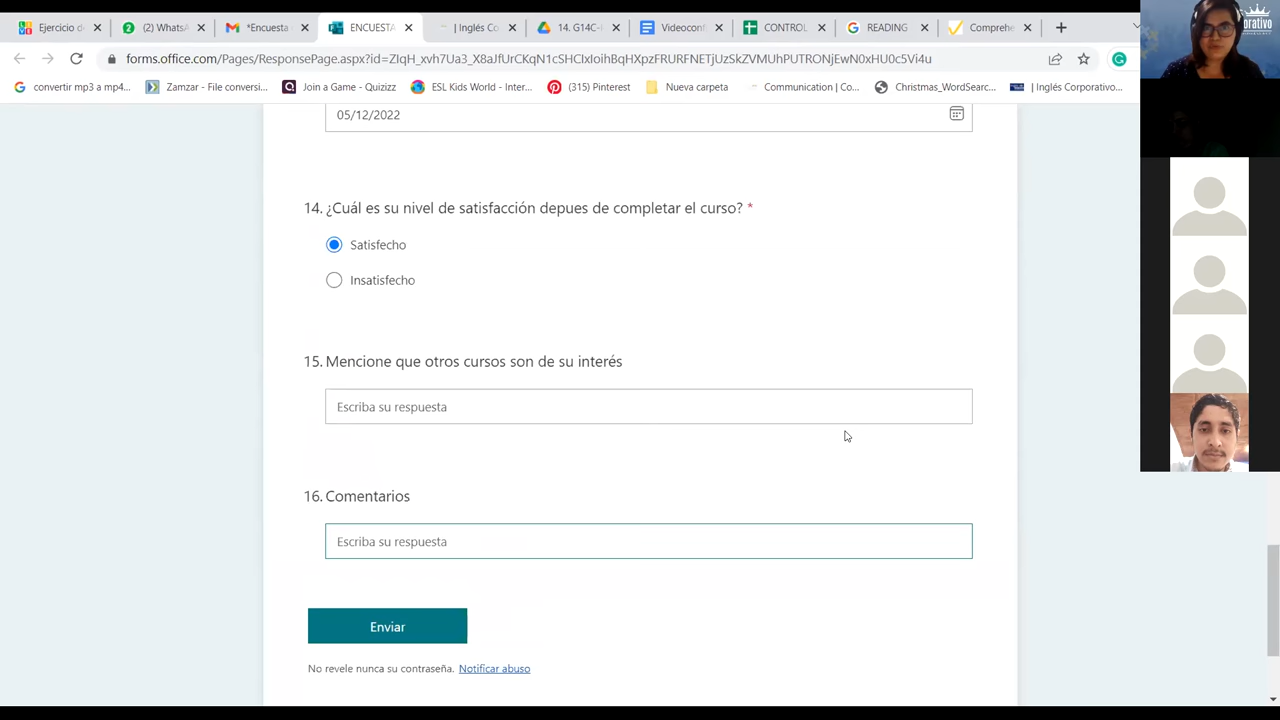 Ejercicio d
(2) WhatsA
*Encuesta
ENCUESTA
| Inglés Corp
14. G14C-I
Videoconf
CONTROL
READING
Comprehe
forms.office.com/Pages/ResponsePage.aspx?id=
convertir mp3 a mp4...
Zamzar - File conversi...
Join a Game - Quizizz
ESL Kids World - Inter...
(315) Pinterest
Nueva carpeta
Communication | Co...
Christmas_WordSearc...
| Inglés Corporativo...
orativo
05/12/2022
14. ¿Cuál es su nivel de satisfacción depues de completar el curso? *
Satisfecho
Insatisfecho
15. Mencione que otros cursos son de su interés
Escriba su respuesta
16. Comentarios
Escriba su respuesta
Enviar
No revele nunca su contraseña. Notificar abuso